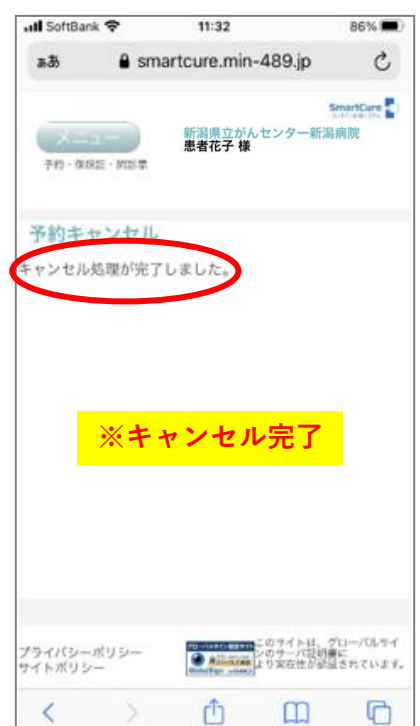 SoftBank 11:32 86%
ぁあ smartcure.min-489.jp
SmartCure
メニュー
予約・保険証・問診票
新潟県立がんセンター新潟病院
患者花子 様
予約キャンセル
キャンセル処理が完了しました。
※キャンセル完了
プライバシーポリシー
サイトポリシー
このサイトは、グローバルサイ
ンのサーバ証明書に
より実在性が認証されています。